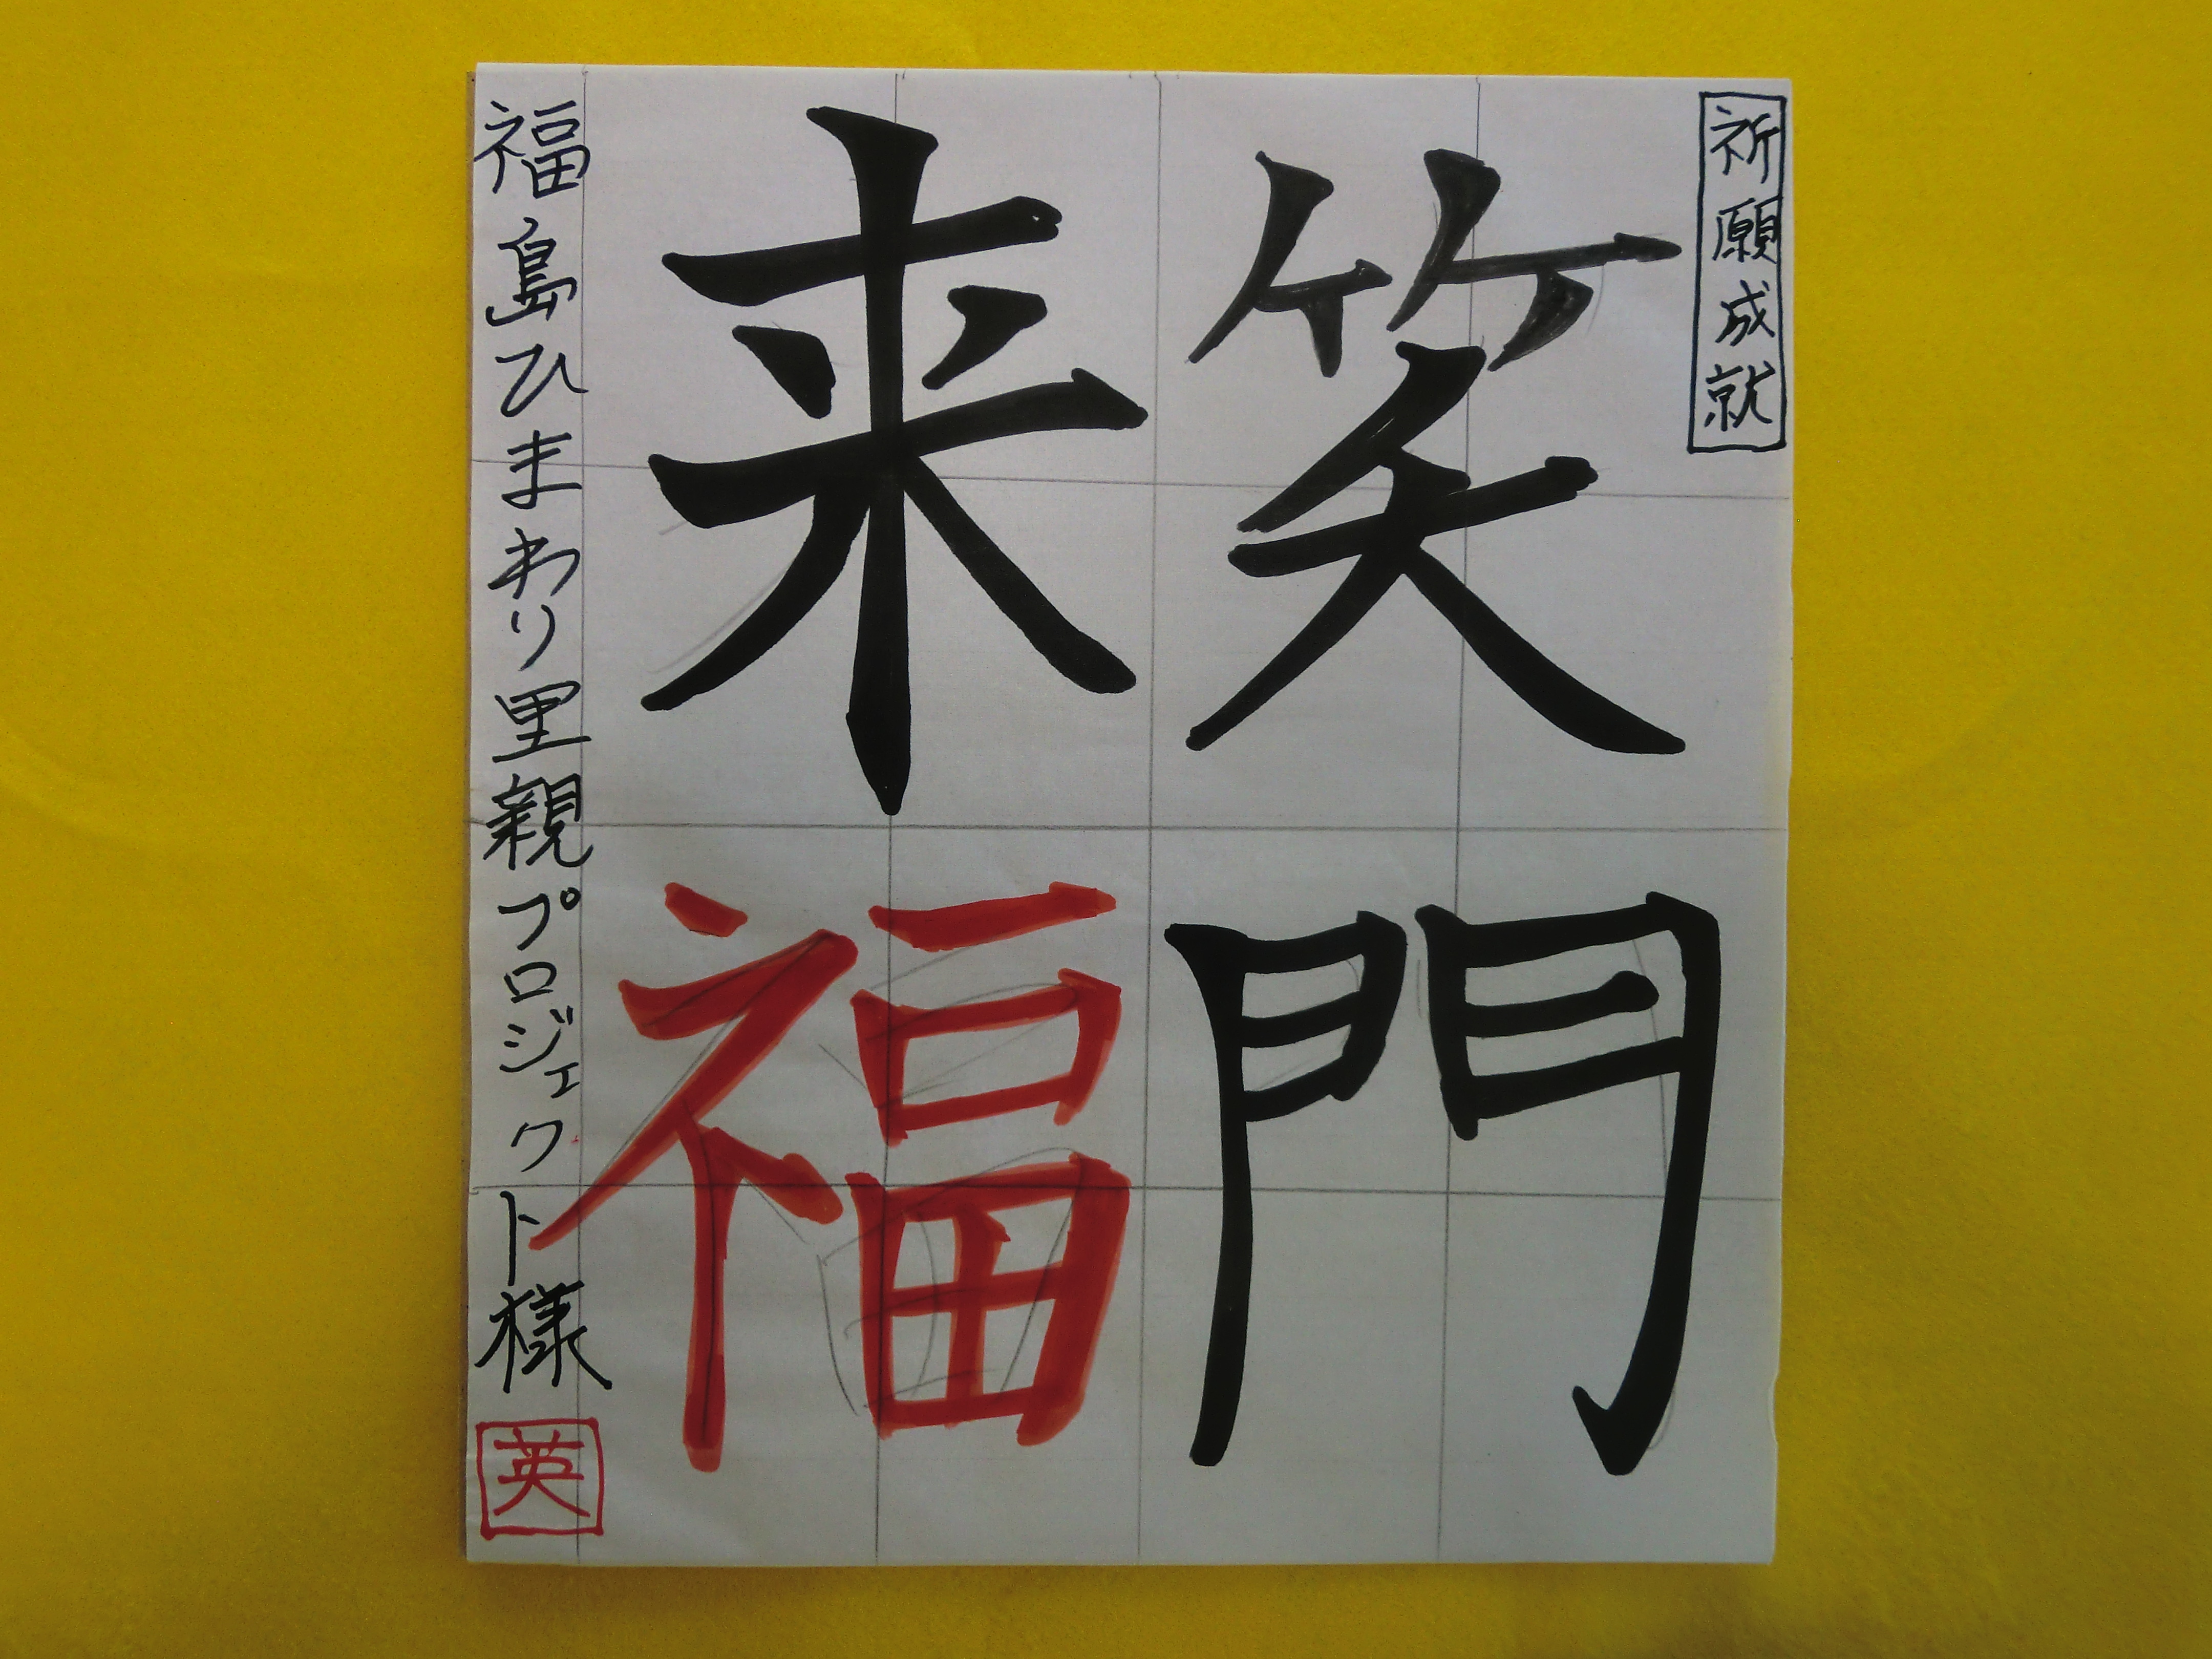 祈願成就
笑門
来福
福島ひまわり里親プロジェクト様
英